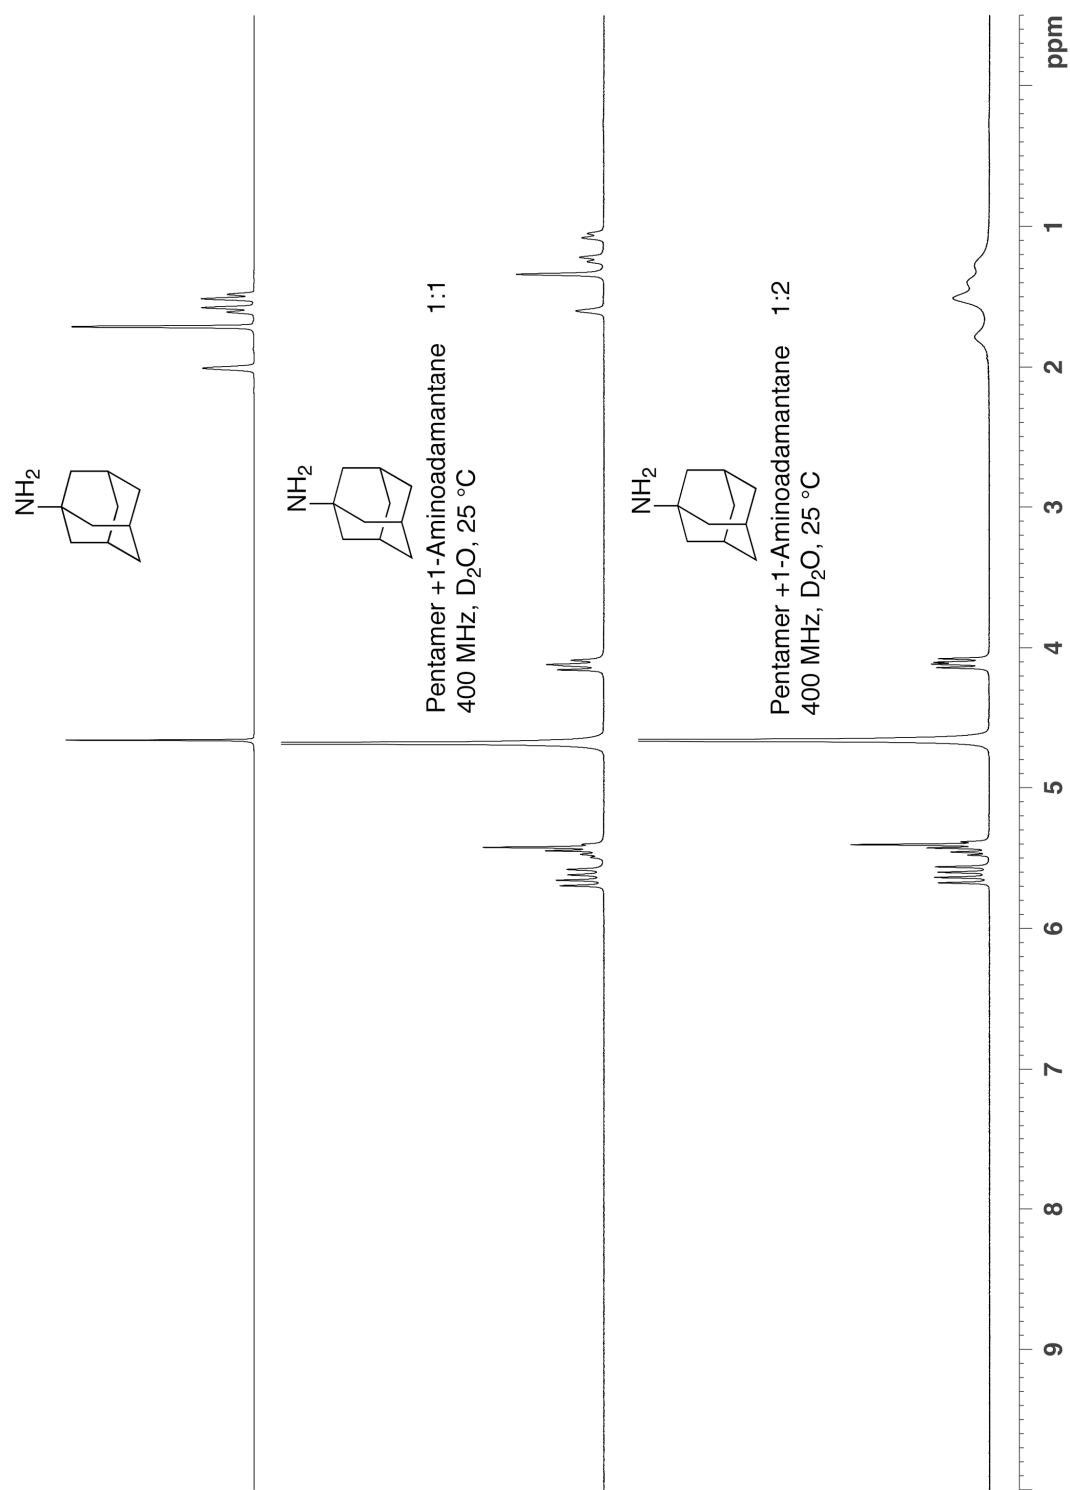 NH2
NH2
Pentamer +1-Aminoadamantane 1:1
400 MHz, D2O, 25 °C
NH2
Pentamer +1-Aminoadamantane 1:2
400 MHz, D2O, 25 °C
9 8 7 6 5 4 3 2 1 ppm